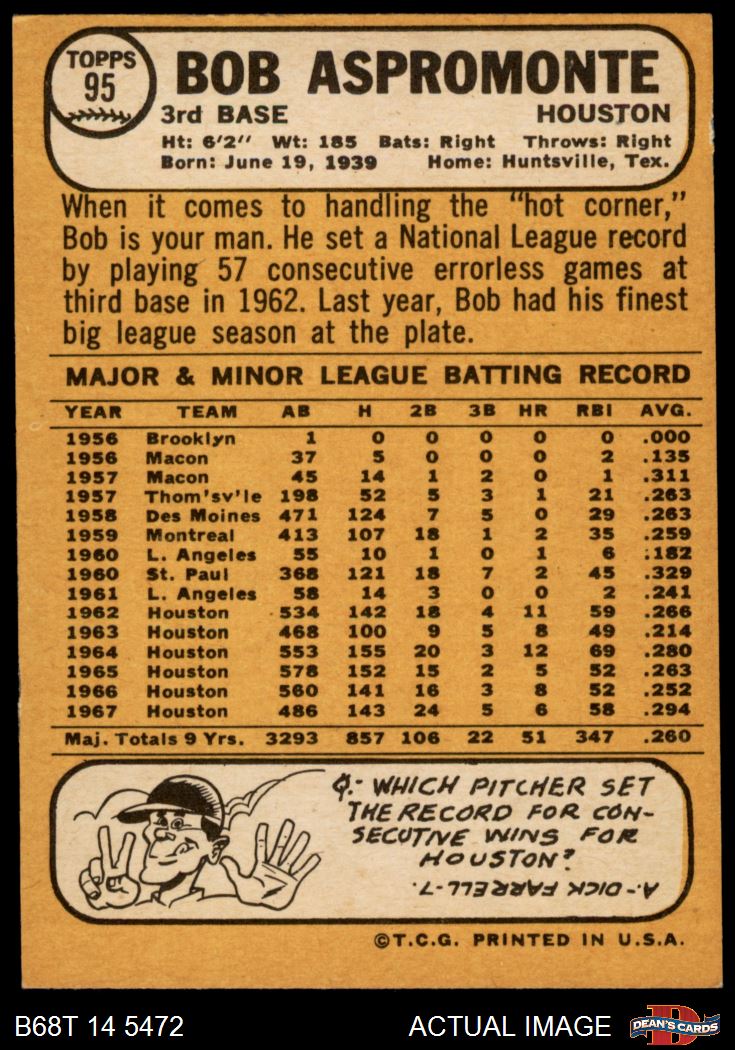 TOPPS
95
BOB ASPROMONTE
3rd BASE HOUSTON
Ht: 6'2" Wt: 185 Bats: Right Throws: Right
Born: June 19, 1939 Home: Huntsville, Tex.
When it comes to handling the "hot corner,"
Bob is your man. He set a National League record
by playing 57 consecutive errorless games at
third base in 1962. Last year, Bob had his finest
big league season at the plate.
MAJOR & MINOR LEAGUE BATTING RECORD
YEAR TEAM AB H 2B 3B HR RBI AVG.
1956 Brooklyn 1 0 0 0 0 0 .000
1956 Macon 37 5 0 0 0 2 .135
1957 Macon 45 14 1 2 0 1 .311
1957 Thom'sv'le 198 52 5 3 1 21 .263
1958 Des Moines 471 124 7 5 0 29 .263
1959 Montreal 413 107 18 1 2 35 .259
1960 L. Angeles 55 10 1 0 1 6 .182
1960 St. Paul 368 121 18 7 2 45 .329
1961 L. Angeles 58 14 3 0 0 2 .241
1962 Houston 534 142 18 4 11 59 .266
1963 Houston 468 100 9 5 8 49 .214
1964 Houston 553 155 20 3 12 69 .280
1965 Houston 578 152 15 2 5 52 .263
1966 Houston 560 141 16 3 8 52 .252
1967 Houston 486 143 24 5 6 58 .294
Maj. Totals 9 Yrs. 3293 857 106 22 51 347 .260
Q.- WHICH PITCHER SET
THE RECORD FOR CON-
SECUTIVE WINS FOR
HOUSTON?
A.- DICK FARRELL-7.
©T.C.G. PRINTED IN U.S.A.
B68T 14 5472 ACTUAL IMAGE
DEAN'S CARDS